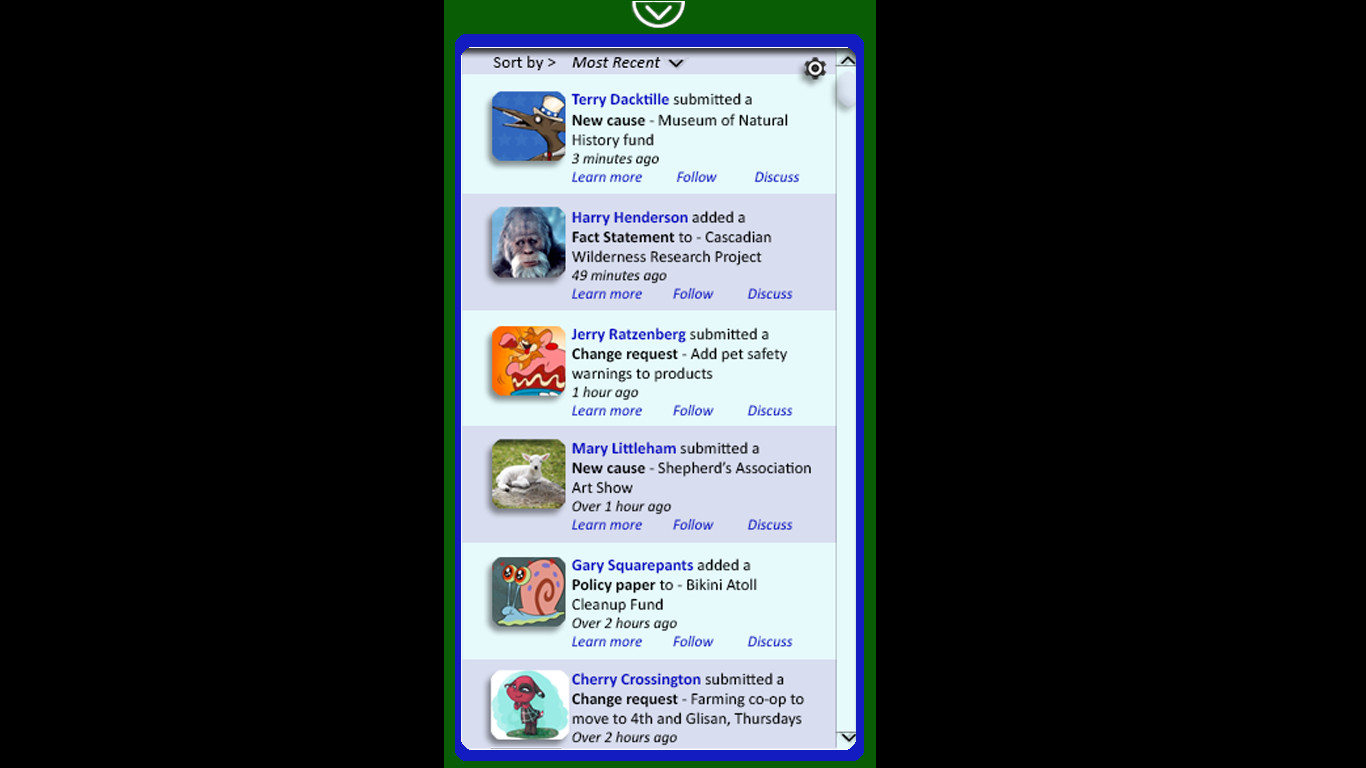 Sort by > Most Recent
Terry Dacktille submitted a
New cause - Museum of Natural
History fund
3 minutes ago
Learn more Follow Discuss
Harry Henderson added a
Fact Statement to - Cascadian
Wilderness Research Project
49 minutes ago
Learn more Follow Discuss
Jerry Ratzenberg submitted a
Change request - Add pet safety
warnings to products
1 hour ago
Learn more Follow Discuss
Mary Littleham submitted a
New cause - Shepherd's Association
Art Show
Over 1 hour ago
Learn more Follow Discuss
Gary Squarepants added a
Policy paper to - Bikini Atoll
Cleanup Fund
Over 2 hours ago
Learn more Follow Discuss
Cherry Crossington submitted a
Change request - Farming co-op to
move to 4th and Glisan, Thursdays
Over 2 hours ago